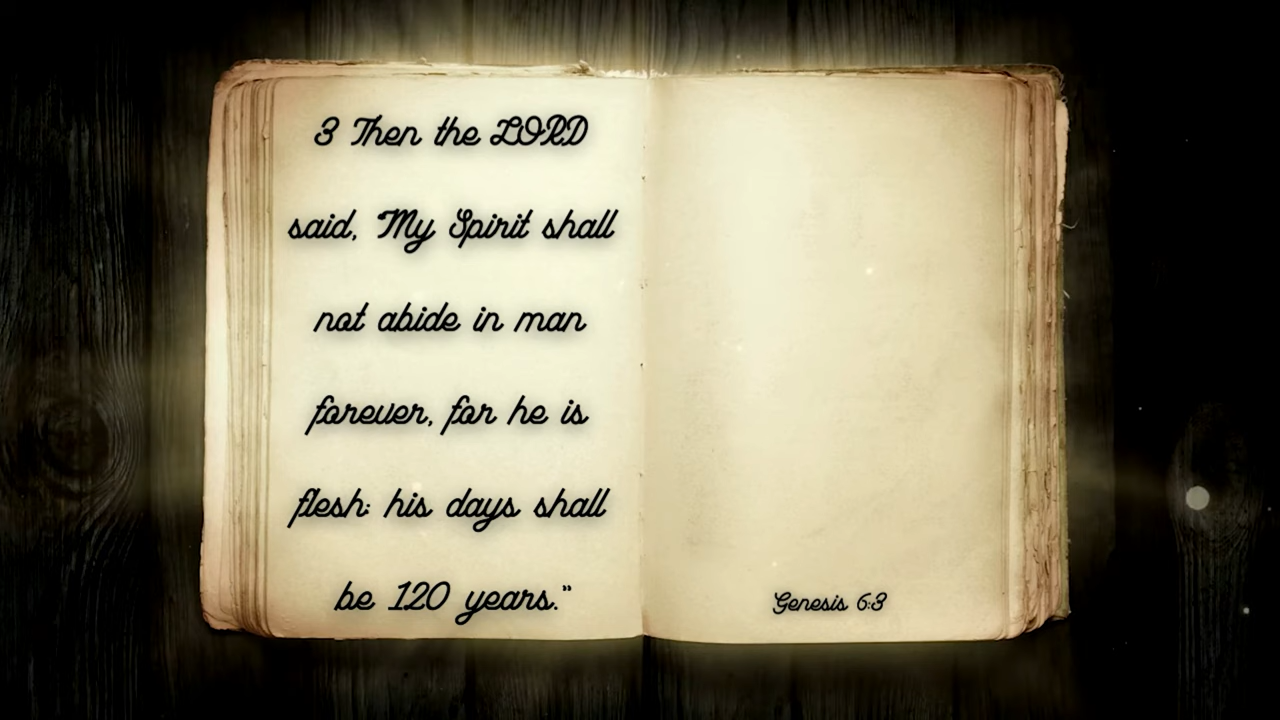 3 Then the LORD
said, "My Spirit shall
not abide in man
forever, for he is
flesh: his days shall
be 120 years."
Genesis 6:3